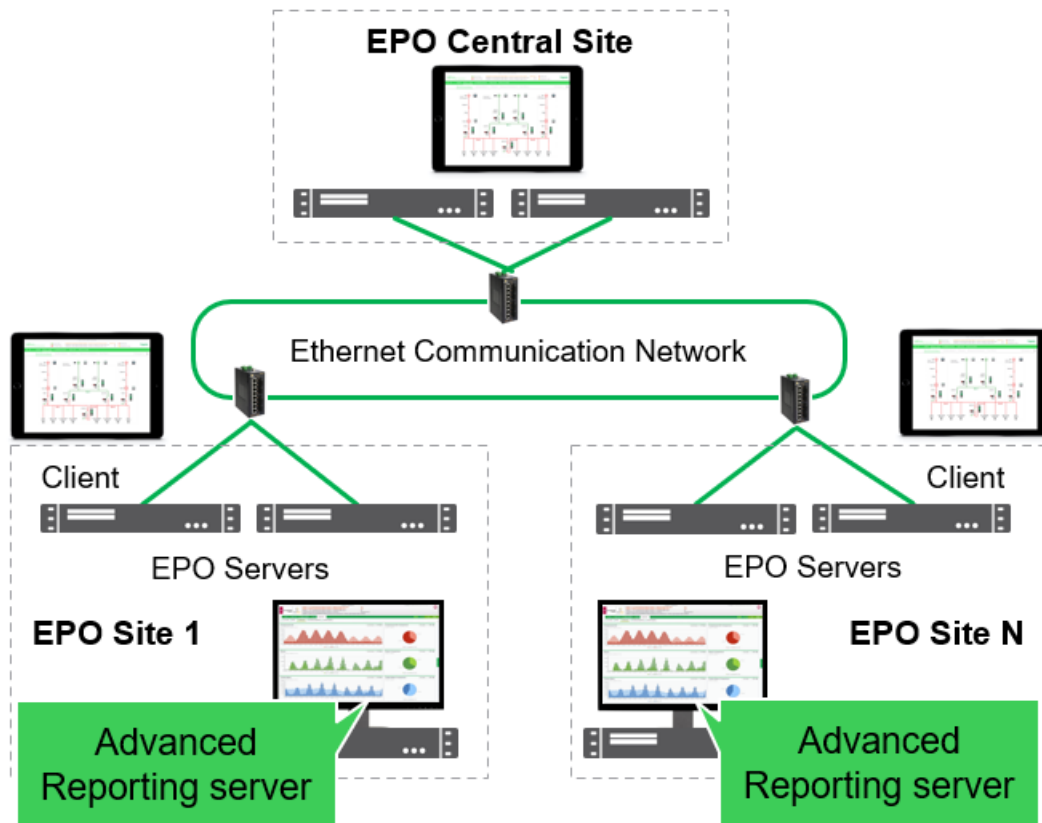 EPO Central Site
Ethernet Communication Network
Client
Client
EPO Servers
EPO Servers
EPO Site 1
EPO Site N
Advanced
Reporting server
Advanced
Reporting server